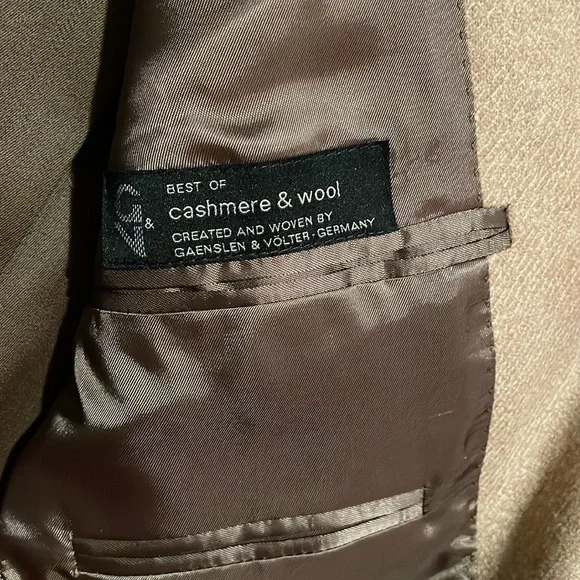 BEST OF
cashmere & wool
G & V
CREATED AND WOVEN BY
GAENSLEN & VÖLTER·GERMANY